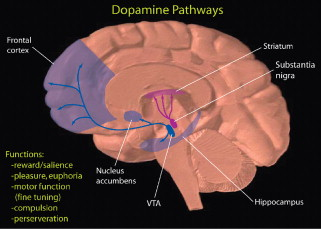 Dopamine Pathways
Frontal
cortex
Striatum
Substantia
nigra
Functions:
-reward/salience
-pleasure, euphoria
-motor function
(fine tuning)
-compulsion
-perserveration
Nucleus
accumbens
VTA
Hippocampus